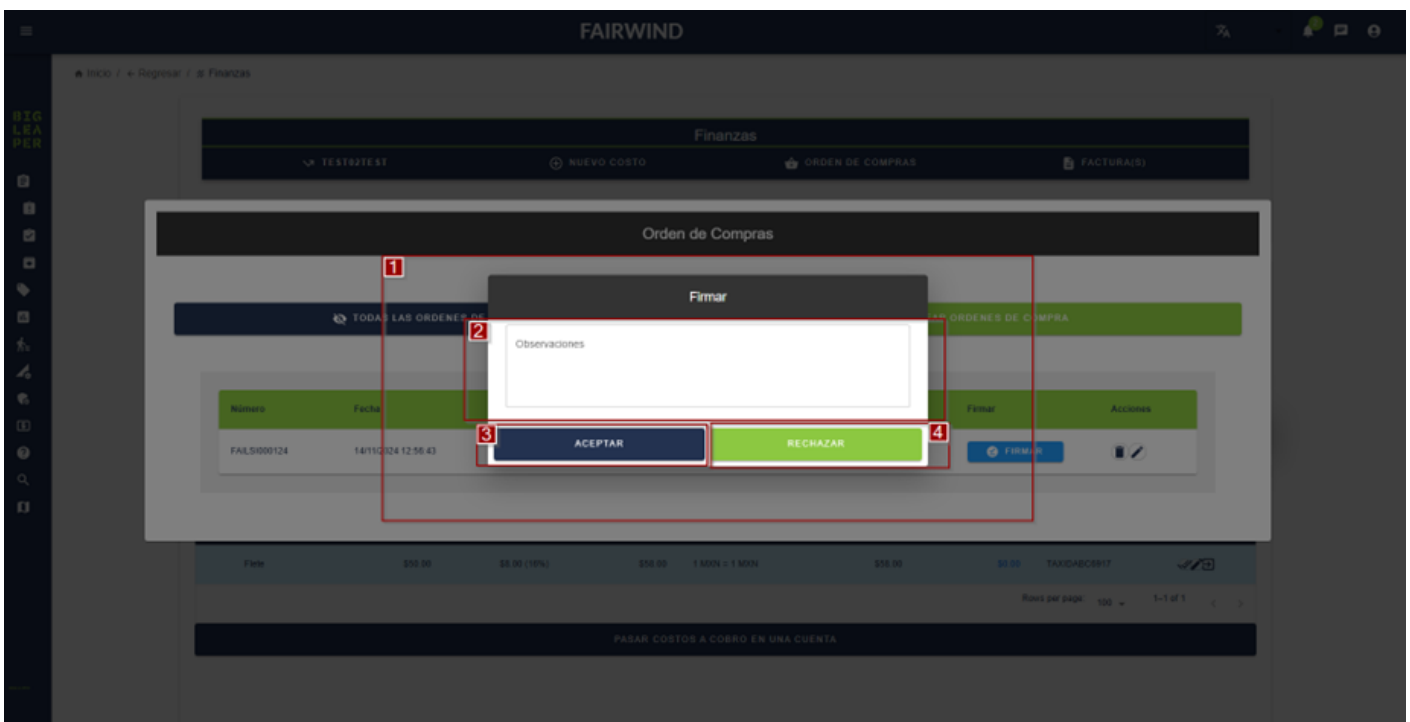 FAIRWIND
Inicio / Regresar / Finanzas
BIG
LEA
PER
Finanzas
TEST02TEST NUEVO COSTO ORDEN DE COMPRAS FACTURA(S)
Orden de Compras
1
Firmar
TODAS LAS ORDENES DE AR ORDENES DE COMPRA
2
Observaciones
Número Fecha Firmar Acciones
3 ACEPTAR RECHAZAR 4
14/11/2024 12:56:43 FIRMAR
$50.00 $8.00 (16%) $58.00 1 MXN = 1 MXN $58.00 $0.00
Rows per page: 100 1–1 of 1
PASAR COSTOS A COBRO EN UNA CUENTA